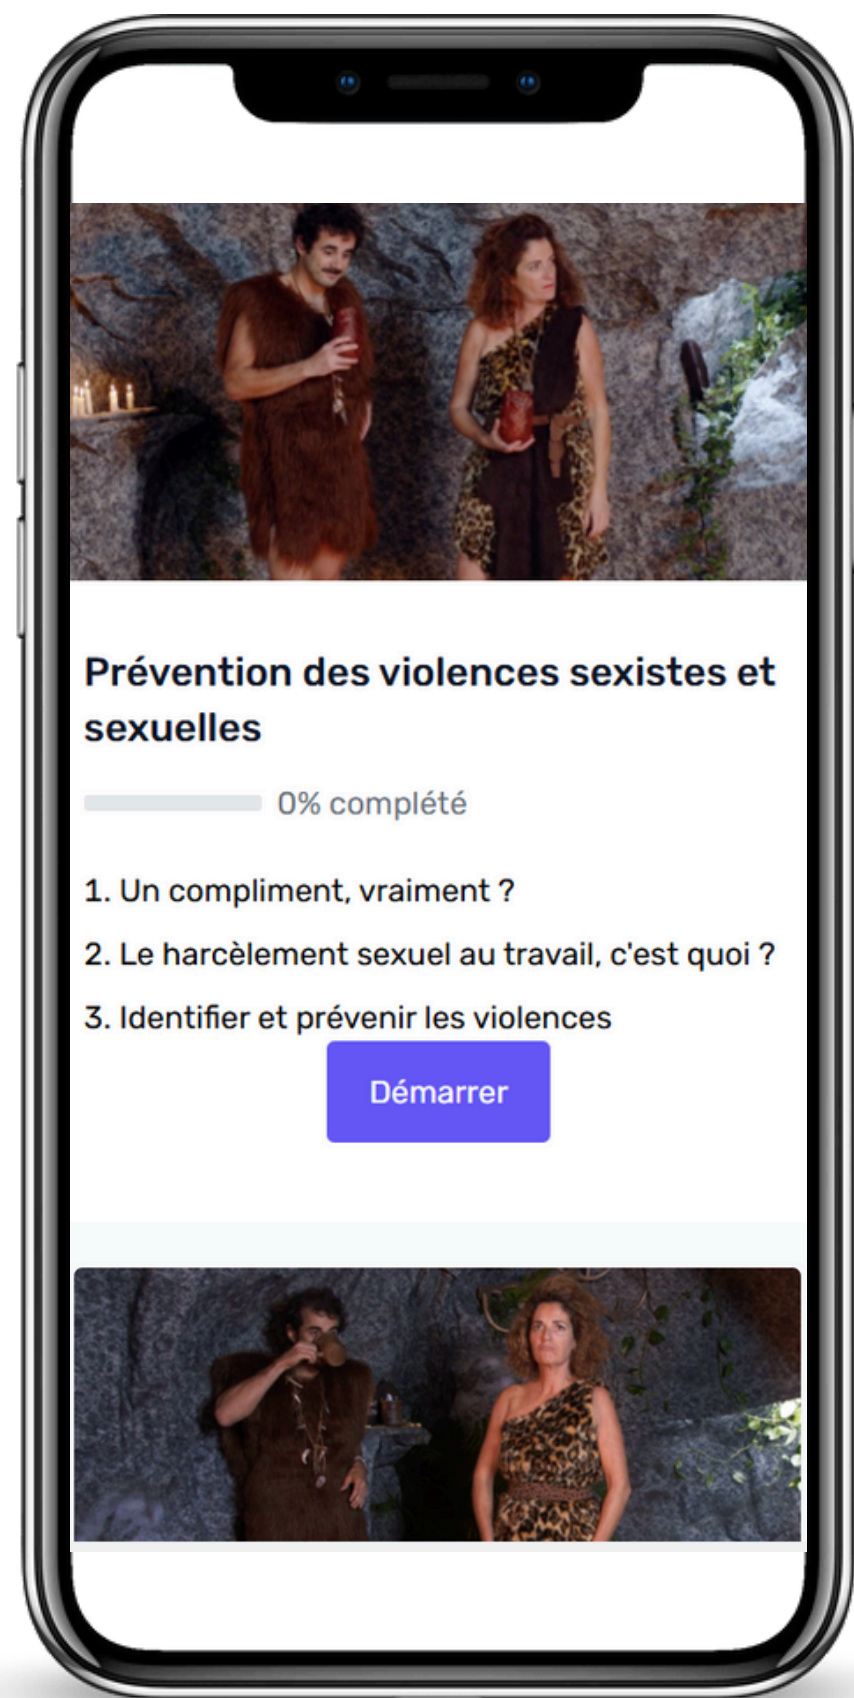 Prévention des violences sexistes et
sexuelles
0% complété
1. Un compliment, vraiment ?
2. Le harcèlement sexuel au travail, c'est quoi ?
3. Identifier et prévenir les violences
Démarrer